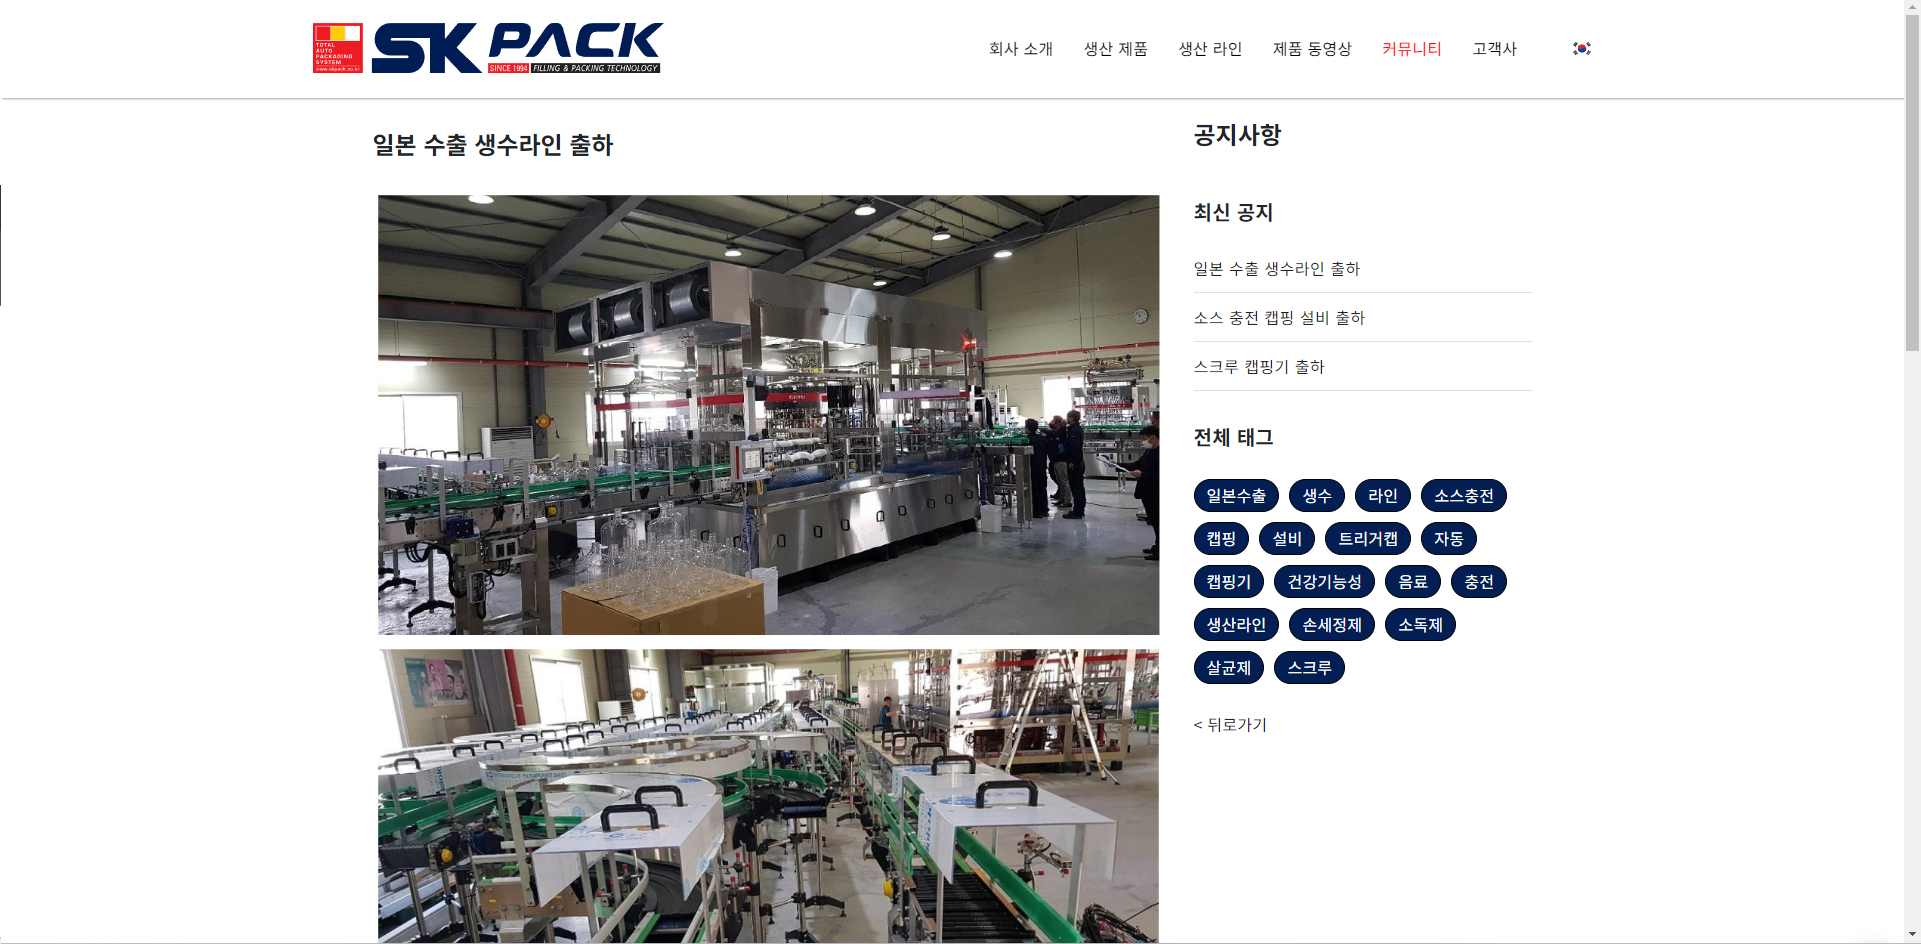 TOTAL
AUTO
PACKAGING
SYSTEM
www.skpack.co.kr
SK PACK
SINCE 1994 FILLING & PACKING TECHNOLOGY
회사 소개
생산 제품
생산 라인
제품 동영상
커뮤니티
고객사
일본 수출 생수라인 출하
SK PACK
공지사항
최신 공지
일본 수출 생수라인 출하
소스 충전 캡핑 설비 출하
스크루 캡핑기 출하
전체 태그
일본수출 생수 라인 소스충전
캡핑 설비 트리거캡 자동
캡핑기 건강기능성 음료 충전
생산라인 손세정제 소독제
살균제 스크루
< 뒤로가기